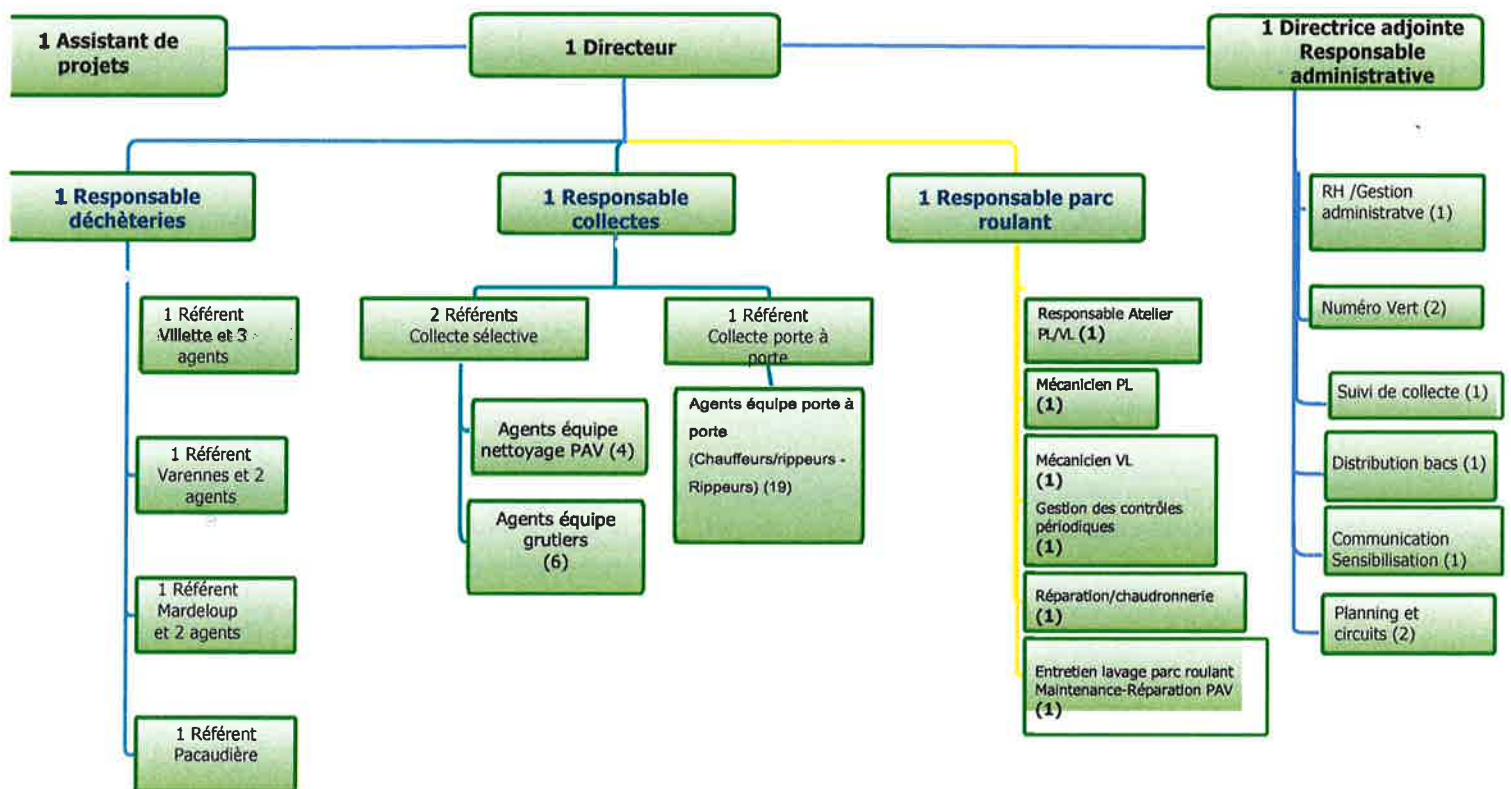 1 Assistant de
projets
1 Directeur
1 Directrice adjointe
Responsable
administrative
1 Responsable
déchèteries
1 Responsable
collectes
1 Responsable parc
roulant
1 Référent
Villette et 3
agents
1 Référent
Varennes et 2
agents
1 Référent
Mardeloup
et 2 agents
1 Référent
Pacaudière
2 Référents
Collecte sélective
Agents équipe
nettoyage PAV (4)
Agents équipe
grutiers
(6)
1 Référent
Collecte porte à
porte
Agents équipe porte à
porte
(Chauffeurs/rippeurs -
Rippeurs) (19)
Responsable Atelier
PL/VL (1)
Mécanicien PL
(1)
Mécanicien VL
(1)
Gestion des contrôles
périodiques
(1)
Réparation/chaudronnerie
(1)
Entretien lavage parc roulant
Maintenance-Réparation PAV
(1)
RH /Gestion
administratve (1)
Numéro Vert (2)
Suivi de collecte (1)
Distribution bacs (1)
Communication
Sensibilisation (1)
Planning et
circuits (2)